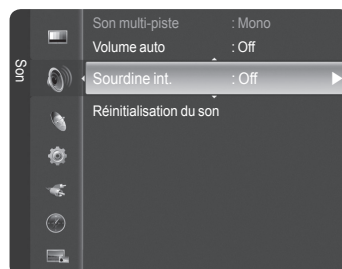 Son
Son multi-piste : Mono
Volume auto : Off
Sourdine int. : Off
Réinitialisation du son